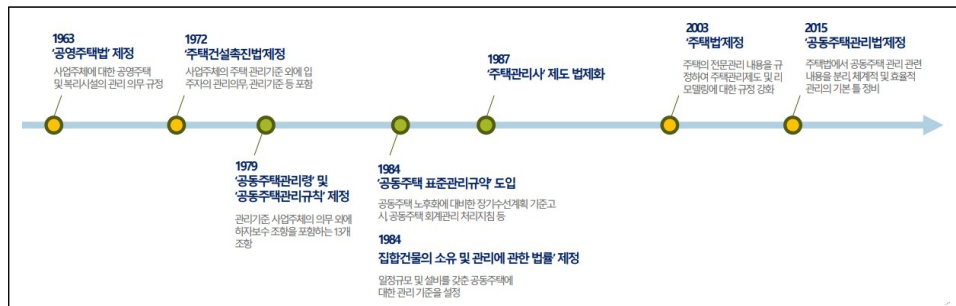 1963
‘공영주택법’ 제정
사업주체에 대한 공영주택
및 복리시설의 관리 의무 규정
1972
‘주택건설촉진법’제정
사업주체의 주택 관리기준 외에 입
주자의 관리의무, 관리기준 등 포함
1987
‘주택관리사’ 제도 법제화
2003
‘주택법’제정
주택의 전문관리 내용을 규
정하여 주택관리제도 및 리
모델링에 대한 규정 강화
2015
‘공동주택관리법’제정
주택법에서 공동주택 관리 관련
내용을 분리, 체계적 및 효율적
관리의 기본 틀 정비
1979
‘공동주택관리령’ 및
‘공동주택관리규칙’ 제정
관리기준, 사업주체의 의무 외에
하자보수 조항을 포함하는 13개
조항
1984
‘공동주택 표준관리규약’ 도입
공동주택 노후화에 대비한 장기수선계획 기준고
시, 공동주택 회계관리 처리지침 등
1984
집합건물의 소유 및 관리에 관한 법률’ 제정
일정규모 및 설비를 갖춘 공동주택에
대한 관리 기준을 설정